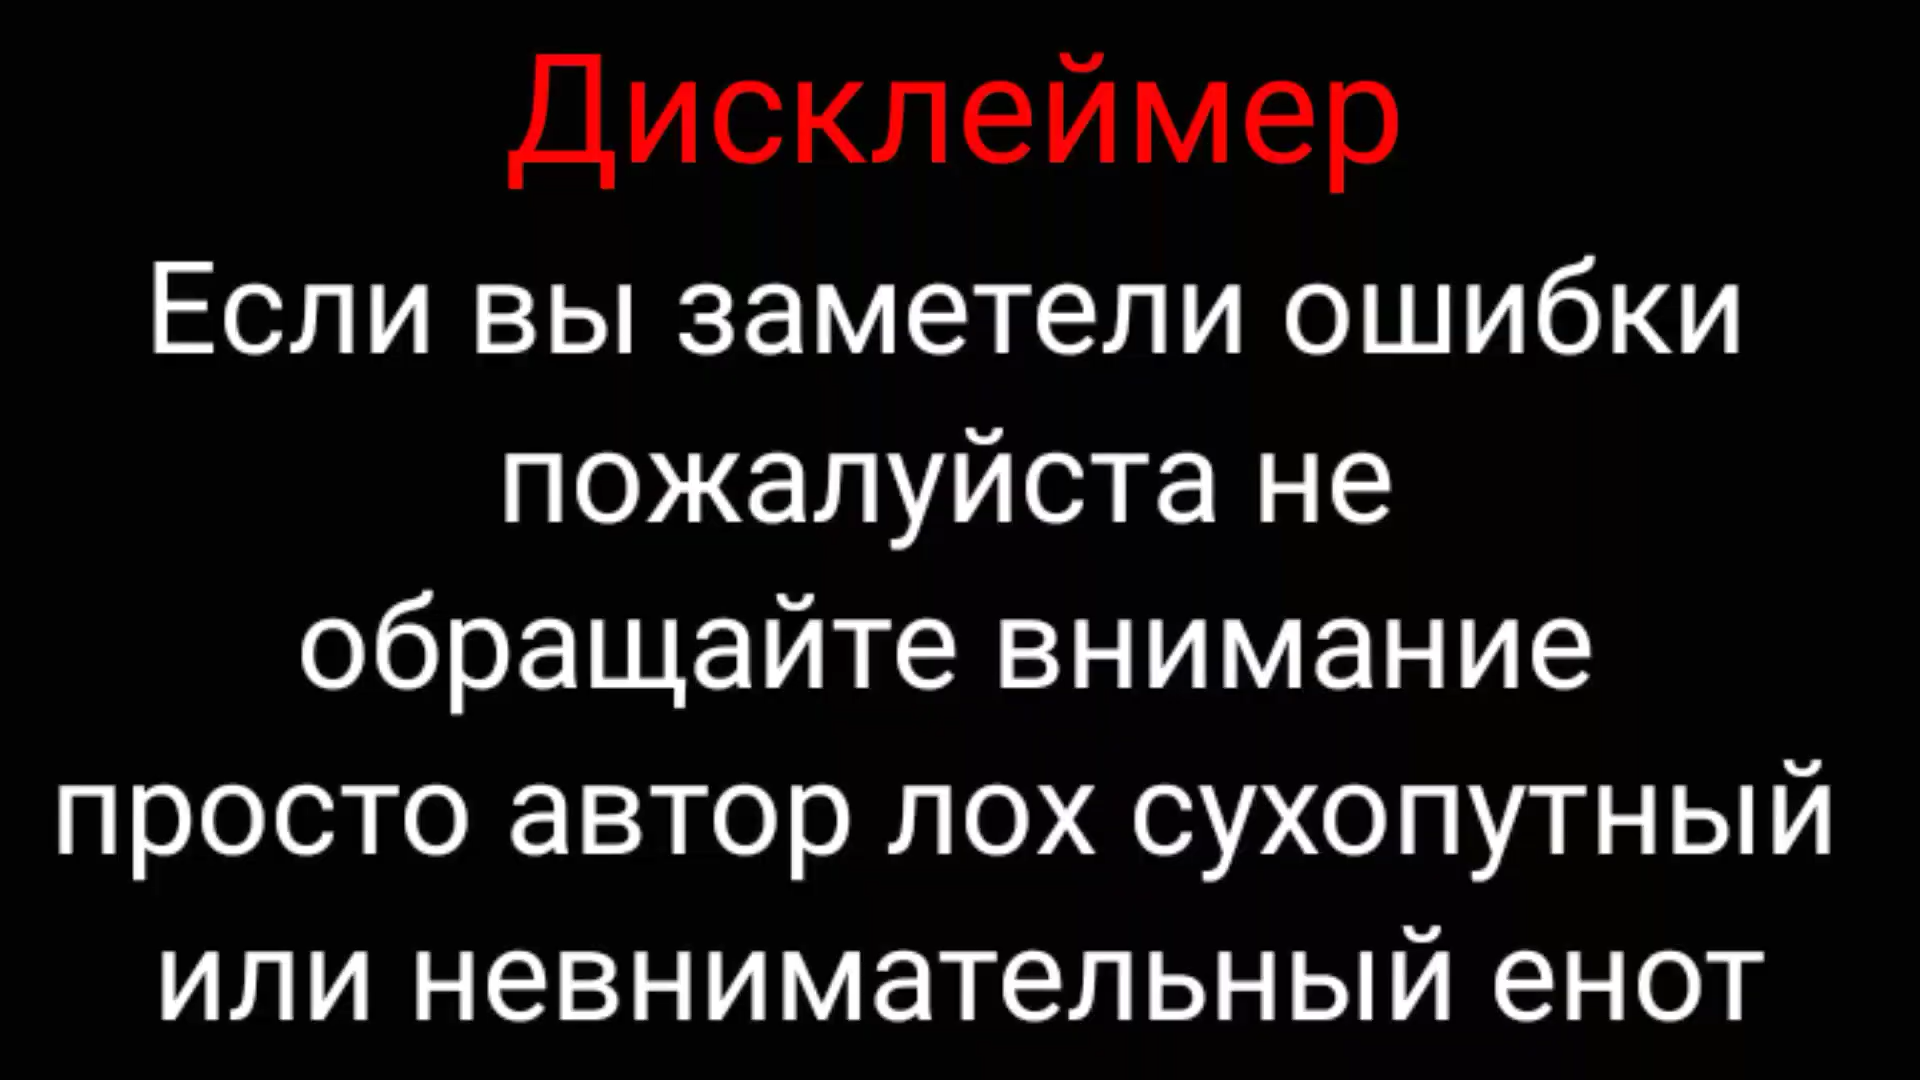 Дисклеймер
Если вы заметели ошибки
пожалуйста не
обращайте внимание
просто автор лох сухопутный
или невнимательный енот